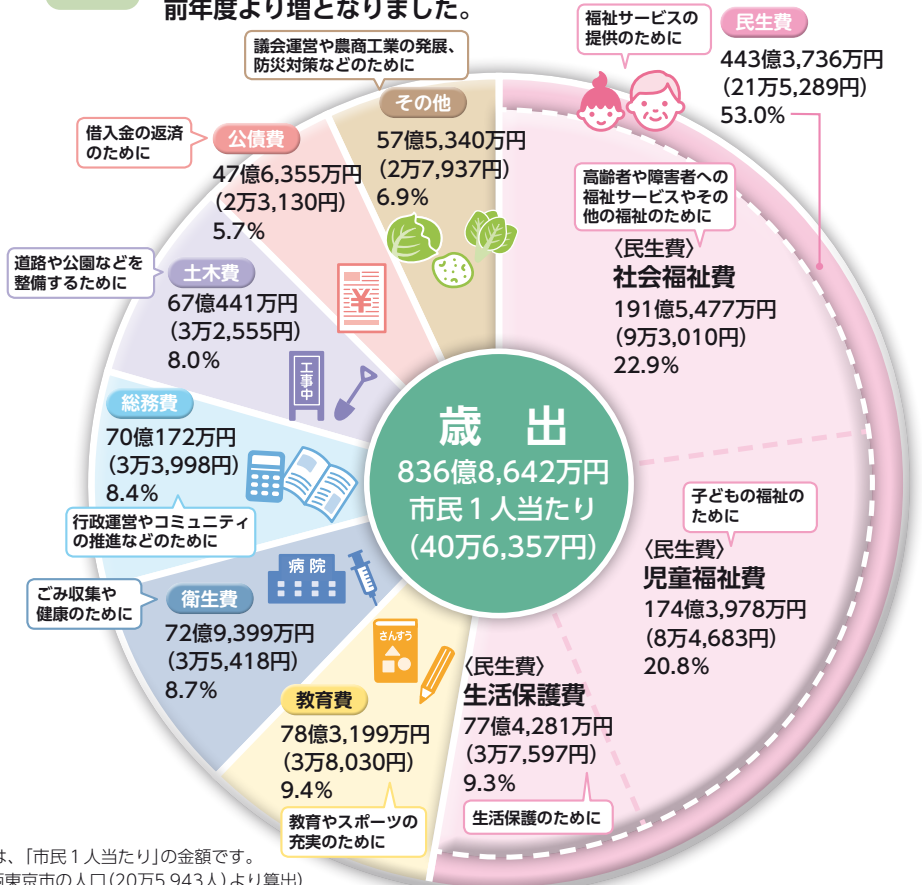 前年度より増となりました。
議会運営や農商工業の発展、
防災対策などのために
その他
57億5,340万円
(2万7,937円)
6.9%
福祉サービスの
提供のために
民生費
443億3,736万円
(21万5,289円)
53.0%
借入金の返済
のために
公債費
47億6,355万円
(2万3,130円)
5.7%
高齢者や障害者への
福祉サービスやその
他の福祉のために
〈民生費〉
社会福祉費
191億5,477万円
(9万3,010円)
22.9%
道路や公園などを
整備するために
土木費
67億441万円
(3万2,555円)
8.0%
¥
工事中
総務費
70億172万円
(3万3,998円)
8.4%
行政運営やコミュニティ
の推進などのために
歳 出
836億8,642万円
市民1人当たり
(40万6,357円)
子どもの福祉の
ために
〈民生費〉
児童福祉費
174億3,978万円
(8万4,683円)
20.8%
ごみ収集や
健康のために
衛生費
72億9,399万円
(3万5,418円)
8.7%
病院
さんすう
教育費
78億3,199万円
(3万8,030円)
9.4%
教育やスポーツの
充実のために
〈民生費〉
生活保護費
77億4,281万円
(3万7,597円)
9.3%
生活保護のために
は、「市民1人当たり」の金額です。
西東京市の人口(20万5,943人)より算出)